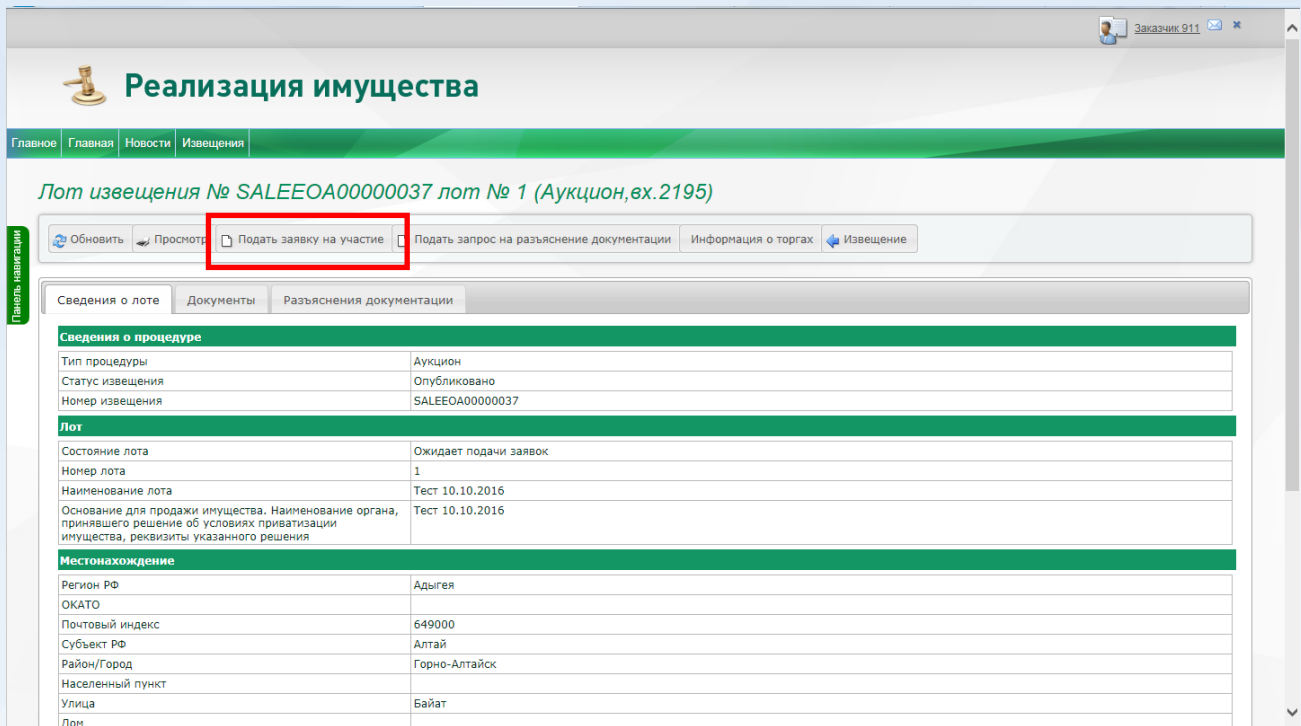 Заказчик 911
Реализация имущества
Главное Главная Новости Извещения
Лот извещения № SALEEOA00000037 лот № 1 (Аукцион,вх.2195)
Обновить Просмотр Подать заявку на участие Подать запрос на разъяснение документации Информация о торгах Извещение
Панель навигации
Сведения о лоте Документы Разъяснения документации
Сведения о процедуре
Тип процедуры Аукцион
Статус извещения Опубликовано
Номер извещения SALEEOA00000037
Лот
Состояние лота Ожидает подачи заявок
Номер лота 1
Наименование лота Тест 10.10.2016
Основание для продажи имущества. Наименование органа, Тест 10.10.2016
принявшего решение об условиях приватизации
имущества, реквизиты указанного решения
Местонахождение
Регион РФ Адыгея
ОКАТО
Почтовый индекс 649000
Субъект РФ Алтай
Район/Город Горно-Алтайск
Населенный пункт
Улица Байат
Дом